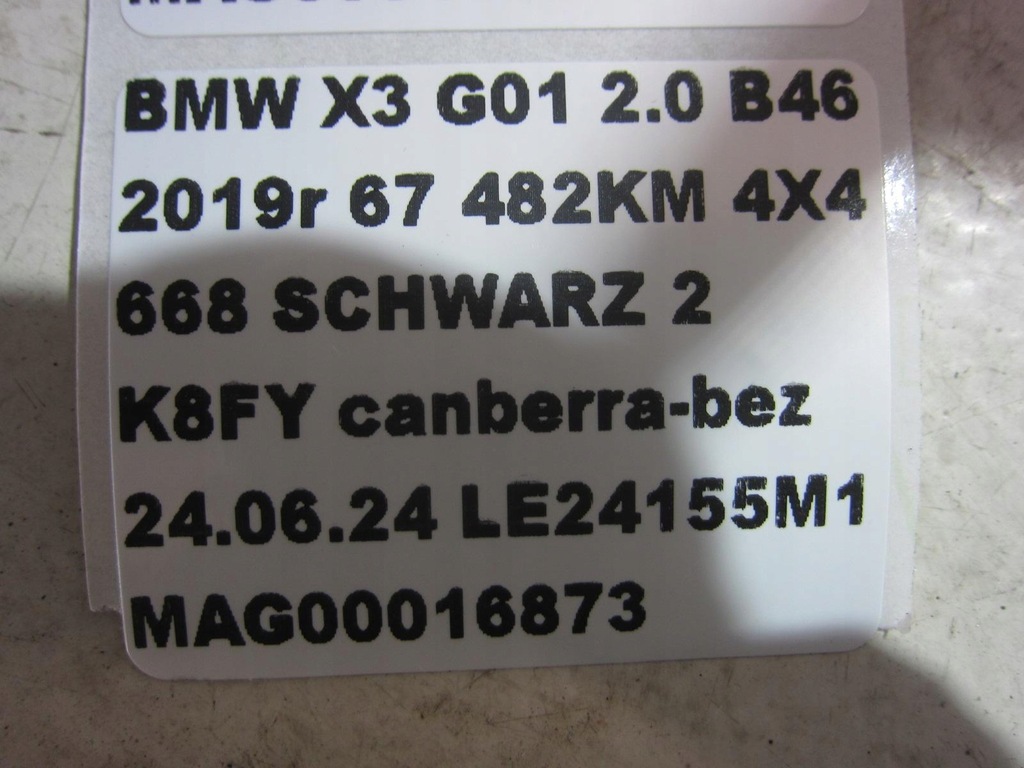 BMW X3 G01 2.0 B46
2019r 67 482KM 4X4
668 SCHWARZ 2
K8FY canberra-bez
24.06.24 LE24155M1
MAG00016873